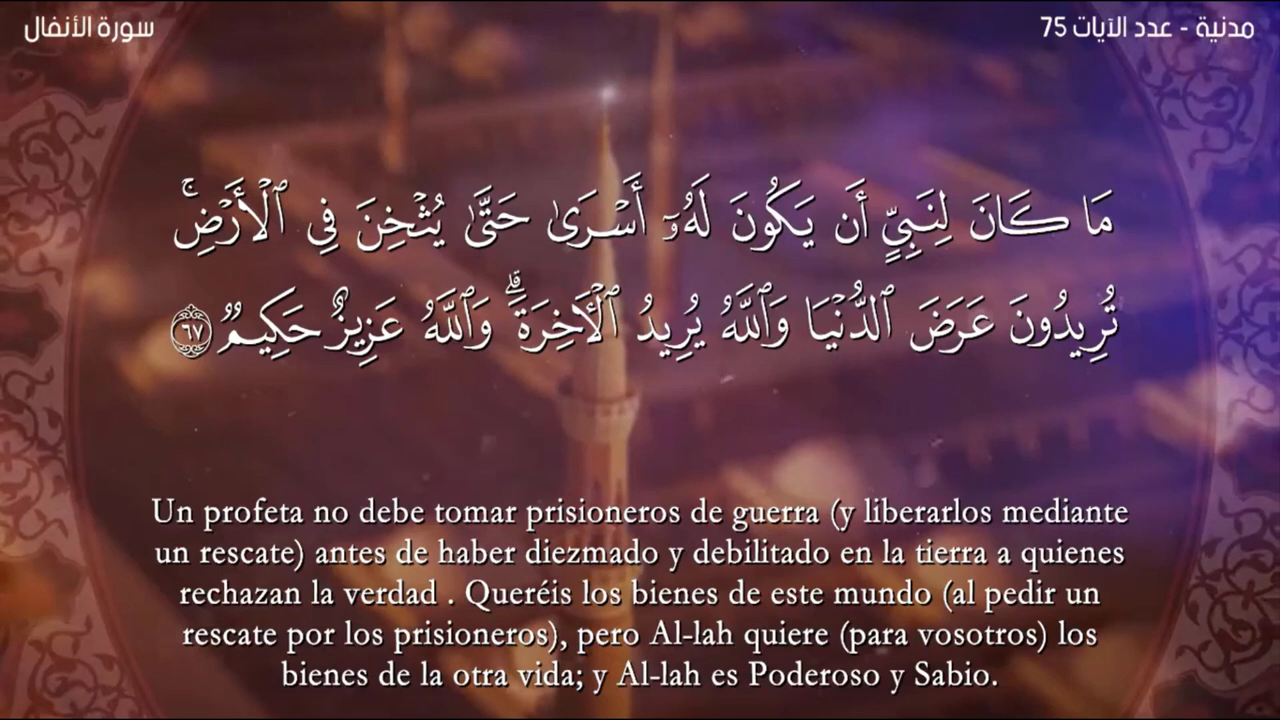 مدنية - عدد الآيات 75
سورة الأنفال
مَا كَانَ لِنَبِيٍّ أَن يَكُونَ لَهُۥٓ أَسْرَىٰ حَتَّىٰ يُثْخِنَ فِي ٱلْأَرْضِۚ
تُرِيدُونَ عَرَضَ ٱلدُّنْيَا وَٱللَّهُ يُرِيدُ ٱلْأَخِرَةَۗ وَٱللَّهُ عَزِيزٌ حَكِيمٌ ٦٧
Un profeta no debe tomar prisioneros de guerra (y liberarlos mediante
un rescate) antes de haber diezmado y debilitado en la tierra a quienes
rechazan la verdad . Queréis los bienes de este mundo (al pedir un
rescate por los prisioneros), pero Al-lah quiere (para vosotros) los
bienes de la otra vida; y Al-lah es Poderoso y Sabio.